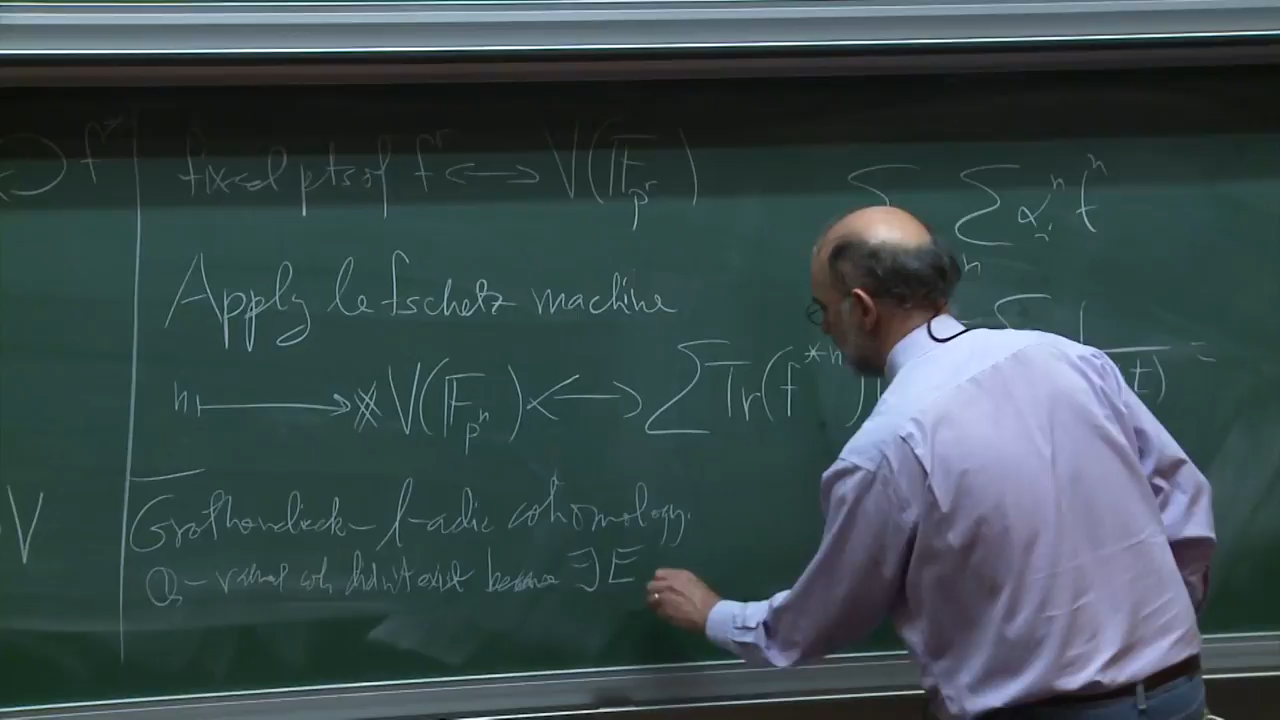 f*
fixed pts of f^r ⟷ V(𝔽_{p^r})
Apply lefschetz machine
n ⟼ #V(𝔽_{p^n}) ⟷ ∑Tr(f^{*n}
Grothendieck - l-adic cohomology.
Q - valued coh didn't exist because ∃ E
V
∑ ∑ α_i^n t^n
n
t) =